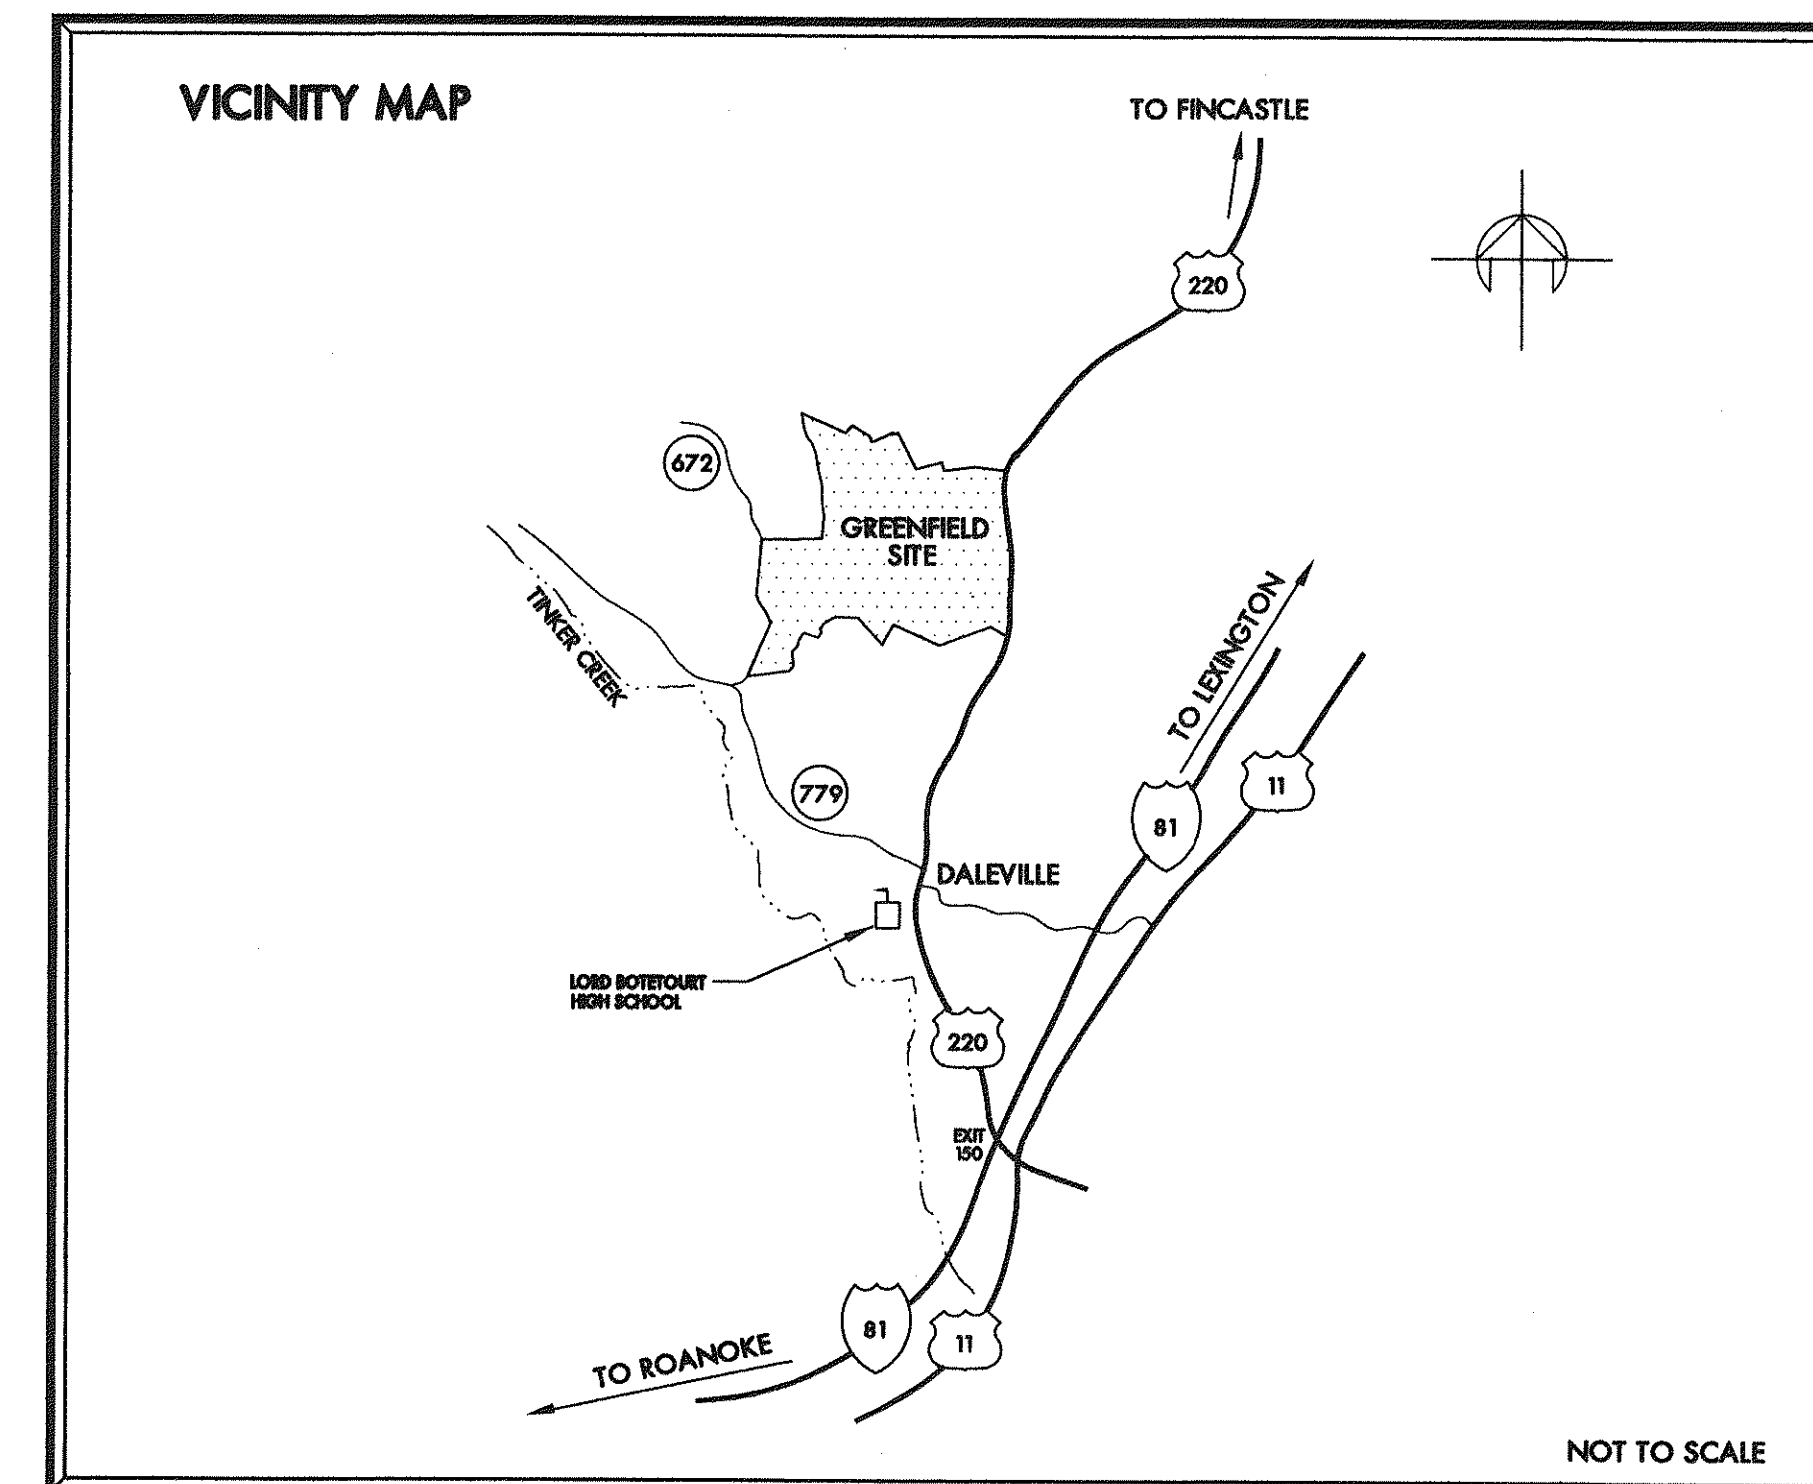 VICINITY MAP
TO FINCASTLE
220
672
GREENFIELD
SITE
TINKER CREEK
TO LEXINGTON
11
81
779
DALEVILLE
LORD BOTETOURT
HIGH SCHOOL
220
EXIT
150
81
11
TO ROANOKE
NOT TO SCALE